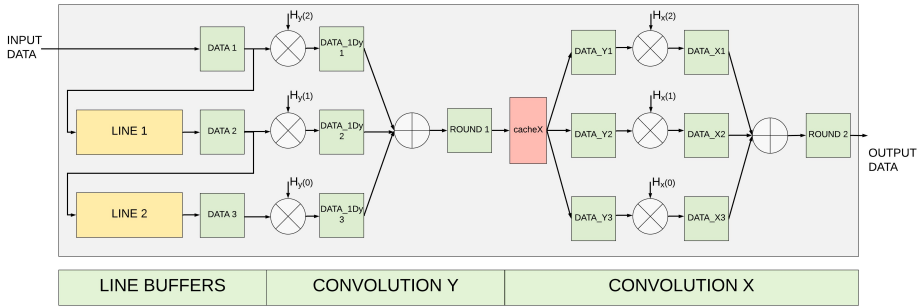 INPUT
DATA
DATA 1
Hy(2)
DATA_1Dy
1
LINE 1
DATA 2
Hy(1)
DATA_1Dy
2
LINE 2
DATA 3
Hy(0)
DATA_1Dy
3
ROUND 1
cacheX
DATA_Y1
Hx(2)
DATA_X1
DATA_Y2
Hx(1)
DATA_X2
DATA_Y3
Hx(0)
DATA_X3
ROUND 2
OUTPUT
DATA
LINE BUFFERS
CONVOLUTION Y
CONVOLUTION X